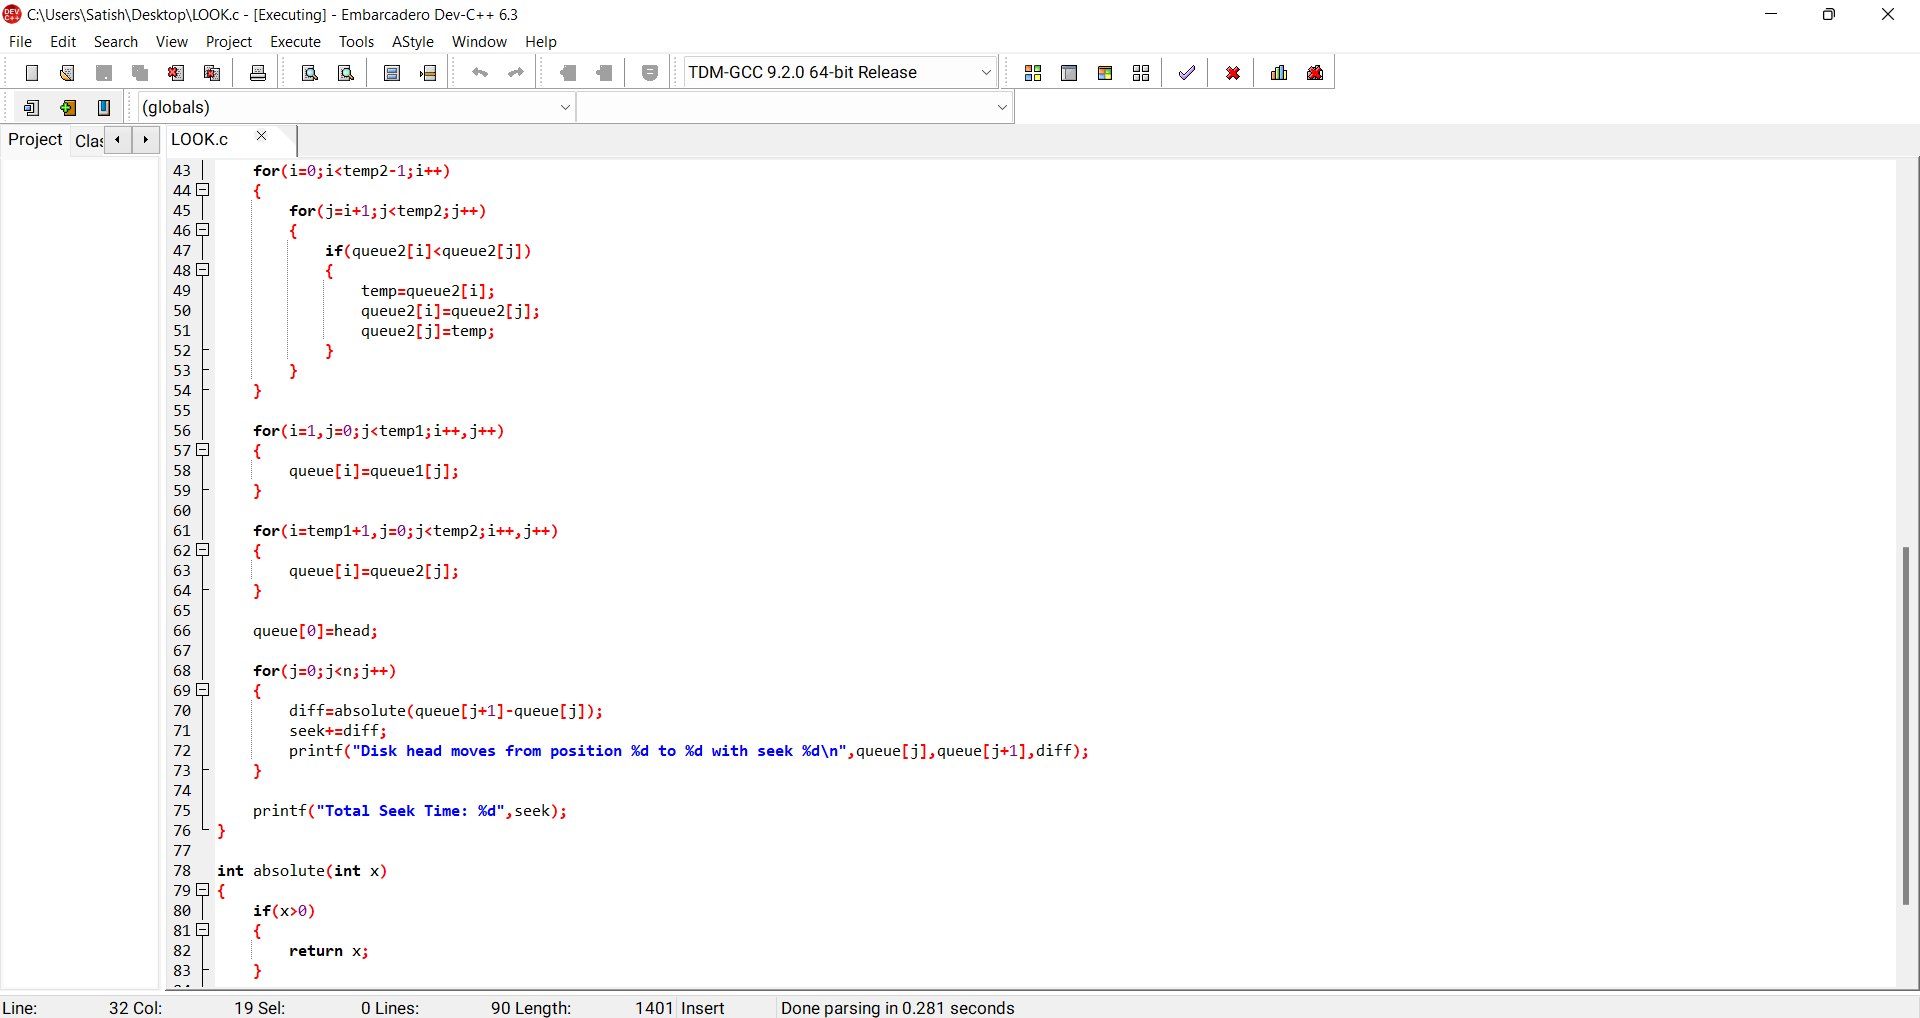 C:\Users\Satish\Desktop\LOOK.c - [Executing] - Embarcadero Dev-C++ 6.3
File Edit Search View Project Execute Tools AStyle Window Help
TDM-GCC 9.2.0 64-bit Release
(globals)
Project Clas LOOK.c
43 for(i=0;i<temp2-1;i++)
44 {
45 for(j=i+1;j<temp2;j++)
46 {
47 if(queue2[i]<queue2[j])
48 {
49 temp=queue2[i];
50 queue2[i]=queue2[j];
51 queue2[j]=temp;
52 }
53 }
54 }
55
56 for(i=1,j=0;j<temp1;i++,j++)
57 {
58 queue[i]=queue1[j];
59 }
60
61 for(i=temp1+1,j=0;j<temp2;i++,j++)
62 {
63 queue[i]=queue2[j];
64 }
65
66 queue[0]=head;
67
68 for(j=0;j<n;j++)
69 {
70 diff=absolute(queue[j+1]-queue[j]);
71 seek+=diff;
72 printf("Disk head moves from position %d to %d with seek %d\n",queue[j],queue[j+1],diff);
73 }
74
75 printf("Total Seek Time: %d",seek);
76 }
77
78 int absolute(int x)
79 {
80 if(x>0)
81 {
82 return x;
83 }
Line: 32 Col: 19 Sel: 0 Lines: 90 Length: 1401 Insert Done parsing in 0.281 seconds